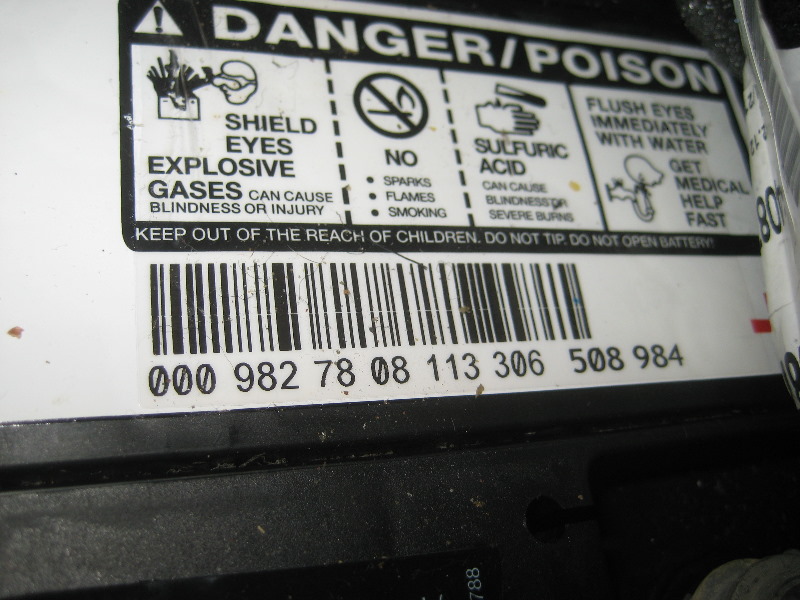 DANGER/POISON
SHIELD
EYES
EXPLOSIVE
GASES CAN CAUSE
BLINDNESS OR INJURY
NO
• SPARKS
• FLAMES
• SMOKING
SULFURIC
ACID
CAN CAUSE
BLINDNESS OR
SEVERE BURNS
FLUSH EYES
IMMEDIATELY
WITH WATER
GET
MEDICAL
HELP
FAST
KEEP OUT OF THE REACH OF CHILDREN. DO NOT TIP. DO NOT OPEN BATTERY!
000 982 78 08 113 306 508 984
788